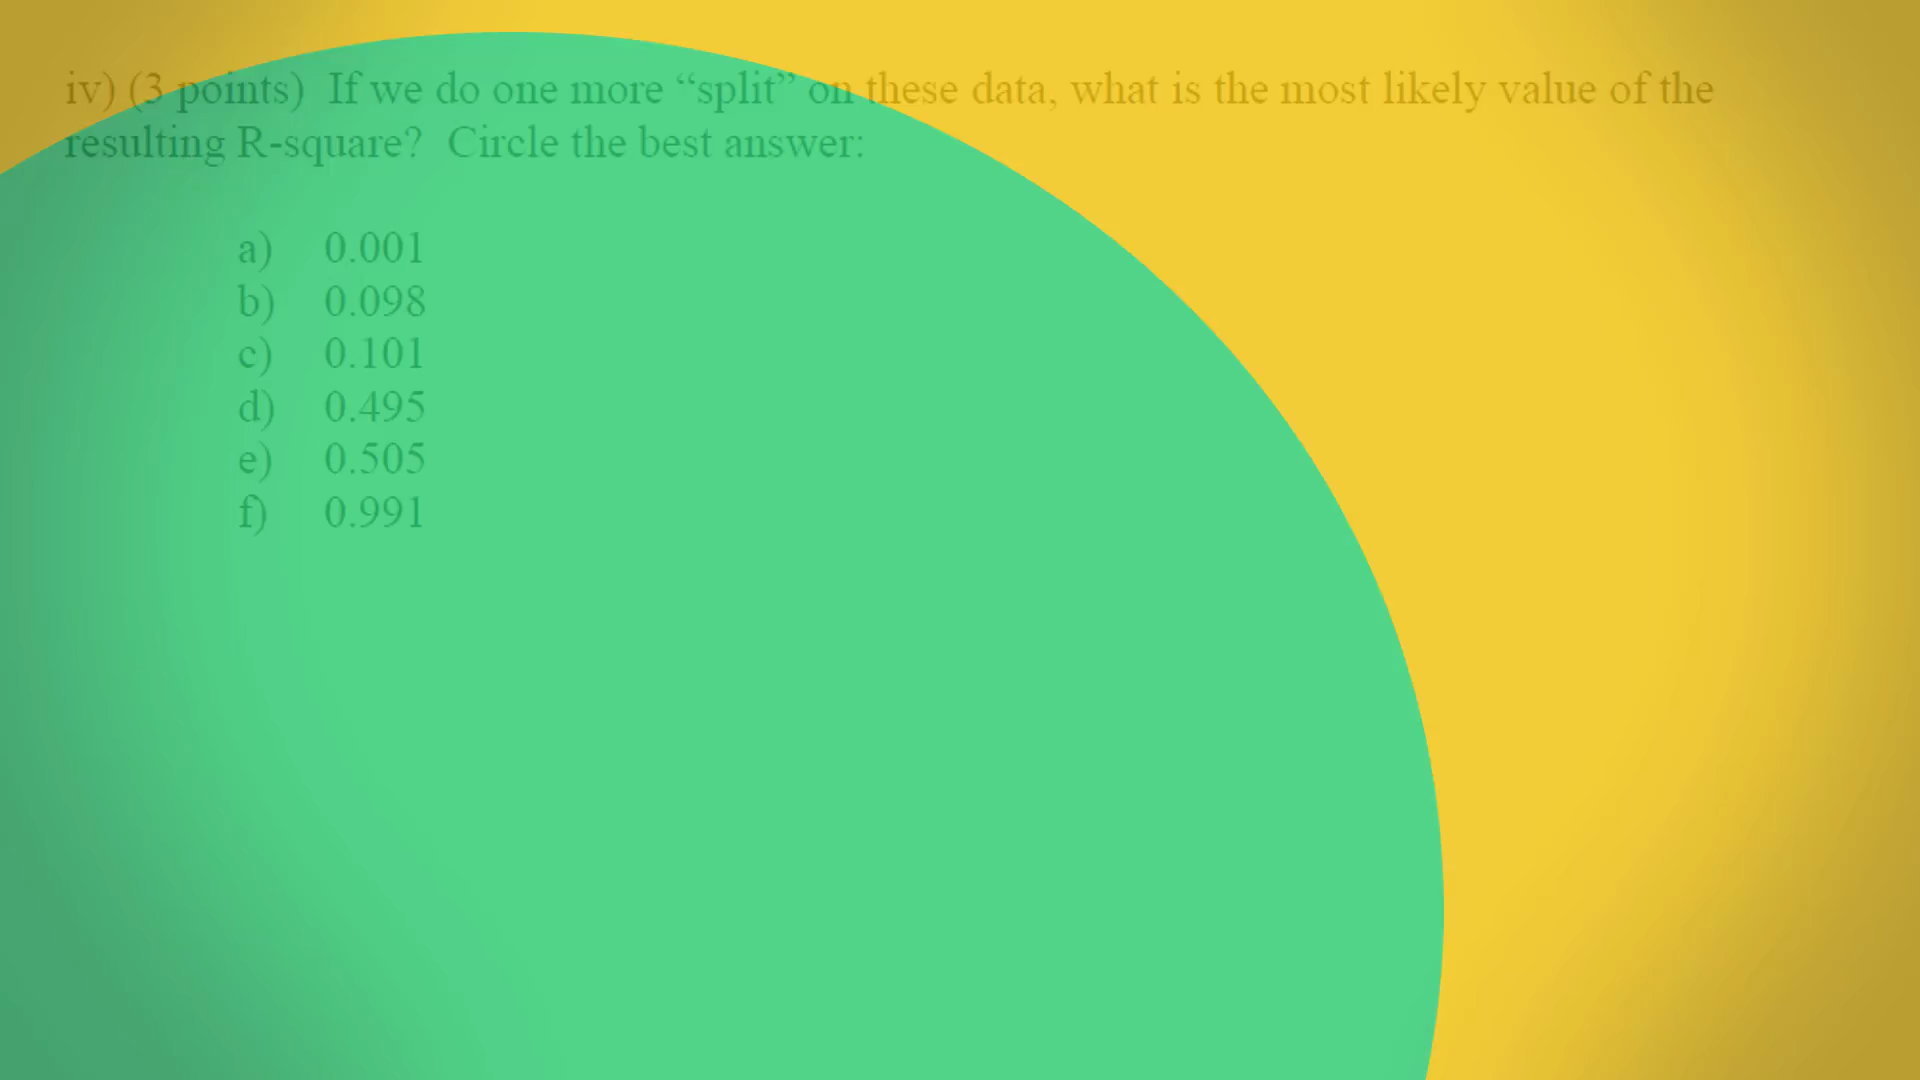 iv) (3 points)  If we do one more “split” on these data, what is the most likely value of the
resulting R-square?  Circle the best answer:
a) 0.001
b) 0.098
c) 0.101
d) 0.495
e) 0.505
f) 0.991